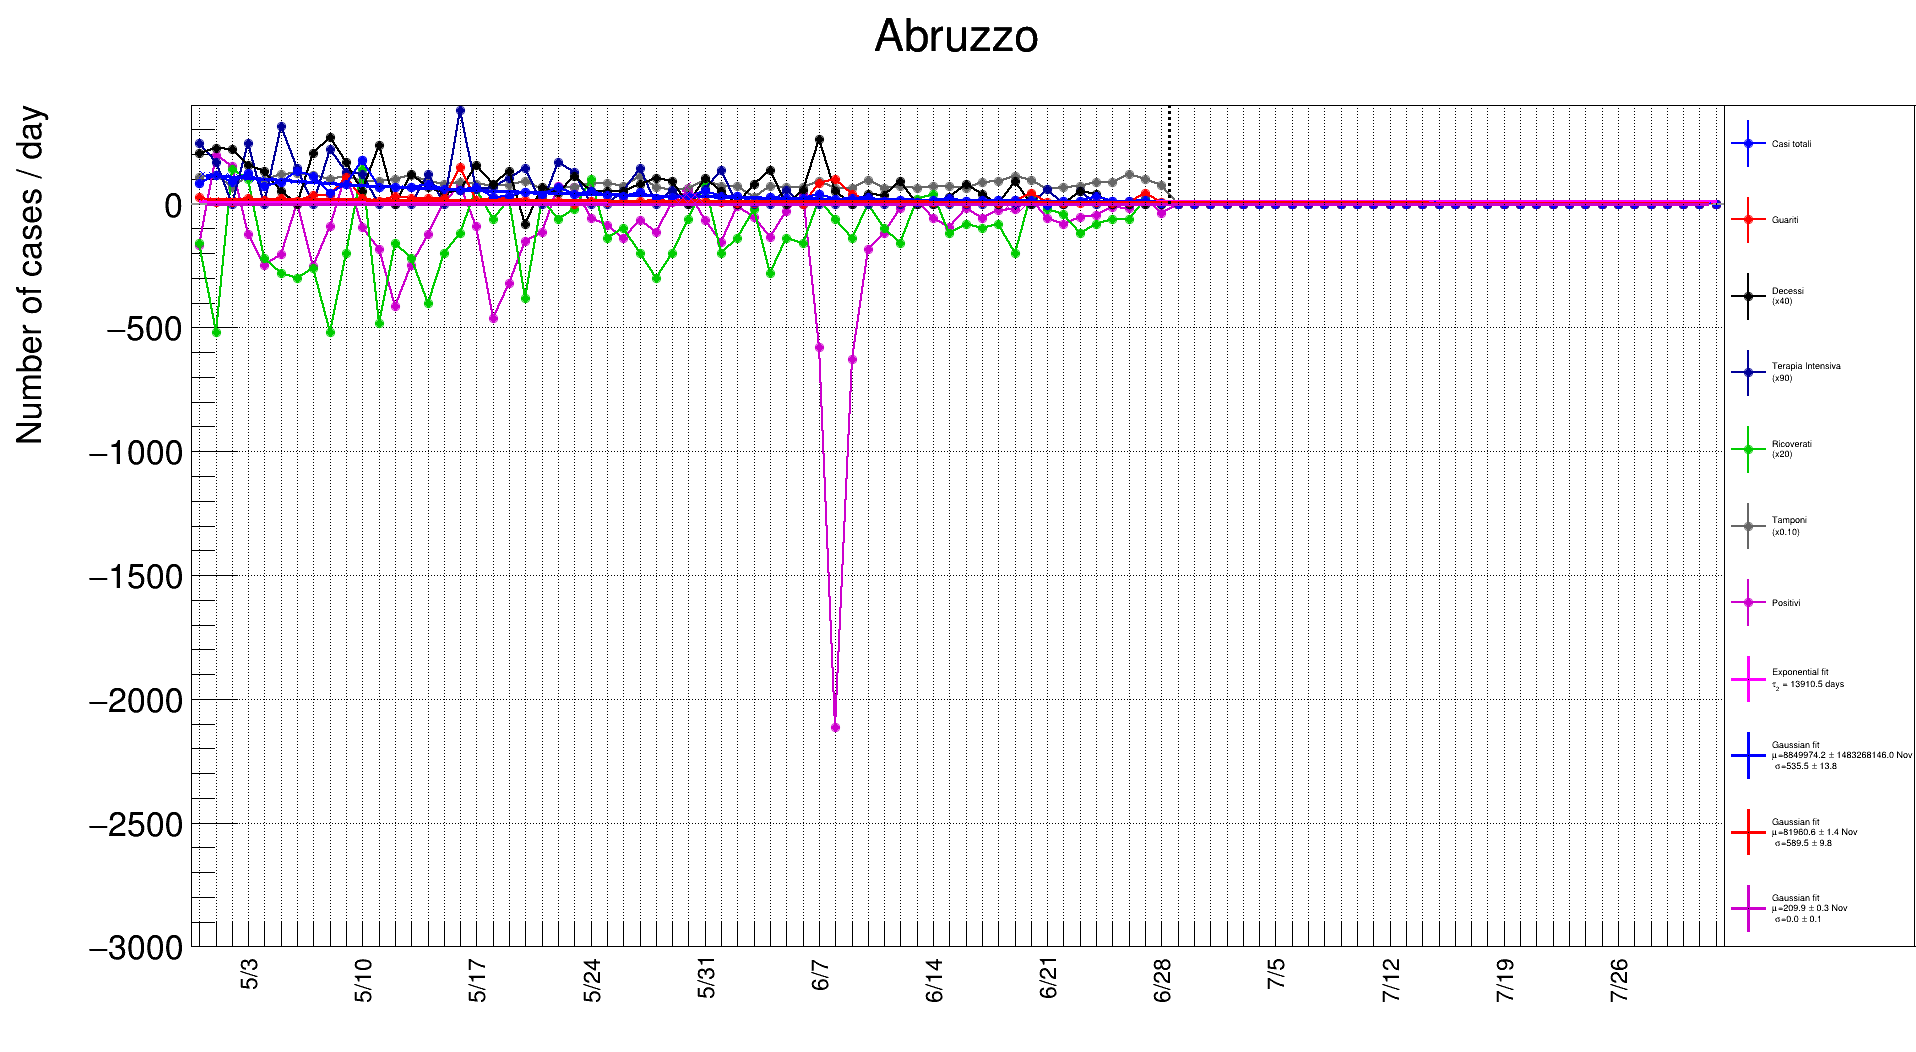 Abruzzo
Number of cases / day
0
−500
−1000
−1500
−2000
−2500
−3000
5/3
5/10
5/17
5/24
5/31
6/7
6/14
6/21
6/28
7/5
7/12
7/19
7/26
Casi totali
Guariti
Decessi
(x40)
Terapia Intensiva
(x90)
Ricoverati
(x20)
Tamponi
(x0.10)
Positivi
Exponential fit
τ2 = 13910.5 days
Gaussian fit
μ=8849974.2 ± 1483268146.0 Nov
σ=535.5 ± 13.8
Gaussian fit
μ=81960.6 ± 1.4 Nov
σ=589.5 ± 9.8
Gaussian fit
μ=209.9 ± 0.3 Nov
σ=0.0 ± 0.1